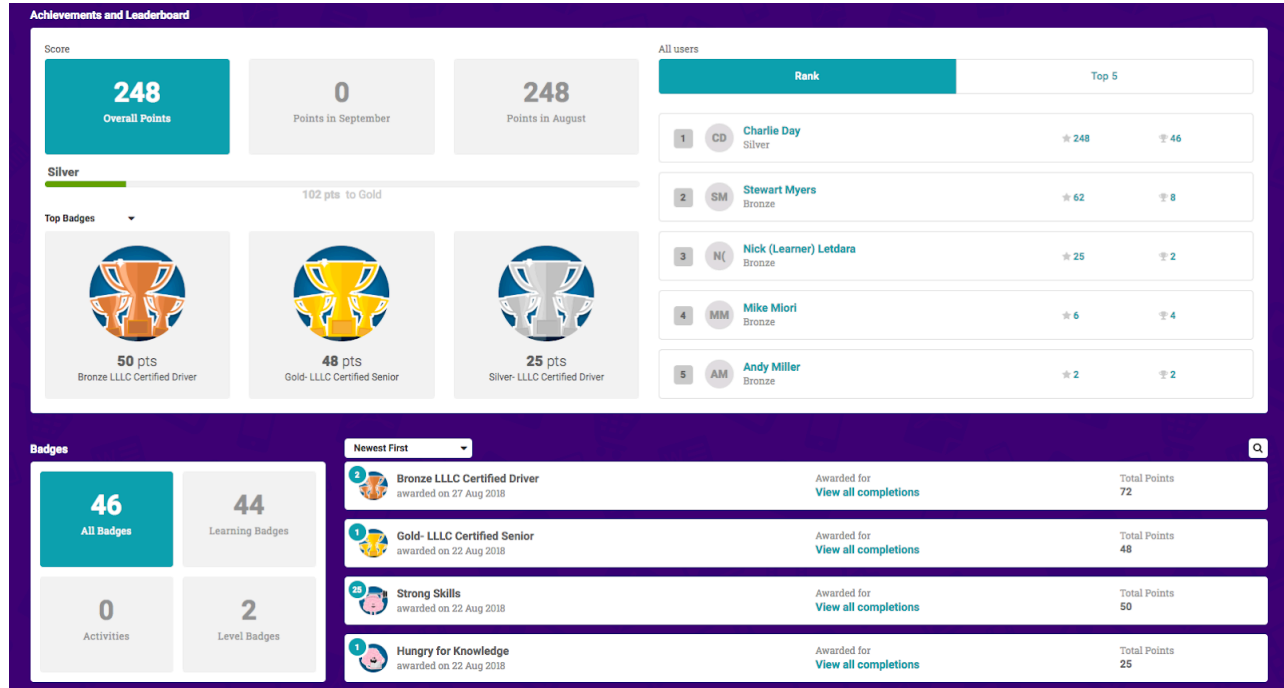 Achievements and Leaderboard
Score
248
Overall Points
0
Points in September
248
Points in August
Silver
102 pts to Gold
Top Badges
50 pts
Bronze LLLC Certified Driver
48 pts
Gold- LLLC Certified Senior
25 pts
Silver- LLLC Certified Driver
All users
Rank
Top 5
1 CD Charlie Day 248 46
Silver
2 SM Stewart Myers 62 8
Bronze
3 N( Nick (Learner) Letdara 25 2
Bronze
4 MM Mike Miori 6 4
Bronze
5 AM Andy Miller 2 2
Bronze
Badges
46
All Badges
44
Learning Badges
0
Activities
2
Level Badges
Newest First
2 Bronze LLLC Certified Driver Awarded for Total Points
awarded on 27 Aug 2018 View all completions 72
1 Gold- LLLC Certified Senior Awarded for Total Points
awarded on 22 Aug 2018 View all completions 48
25 Strong Skills Awarded for Total Points
awarded on 22 Aug 2018 View all completions 50
1 Hungry for Knowledge Awarded for Total Points
awarded on 22 Aug 2018 View all completions 25